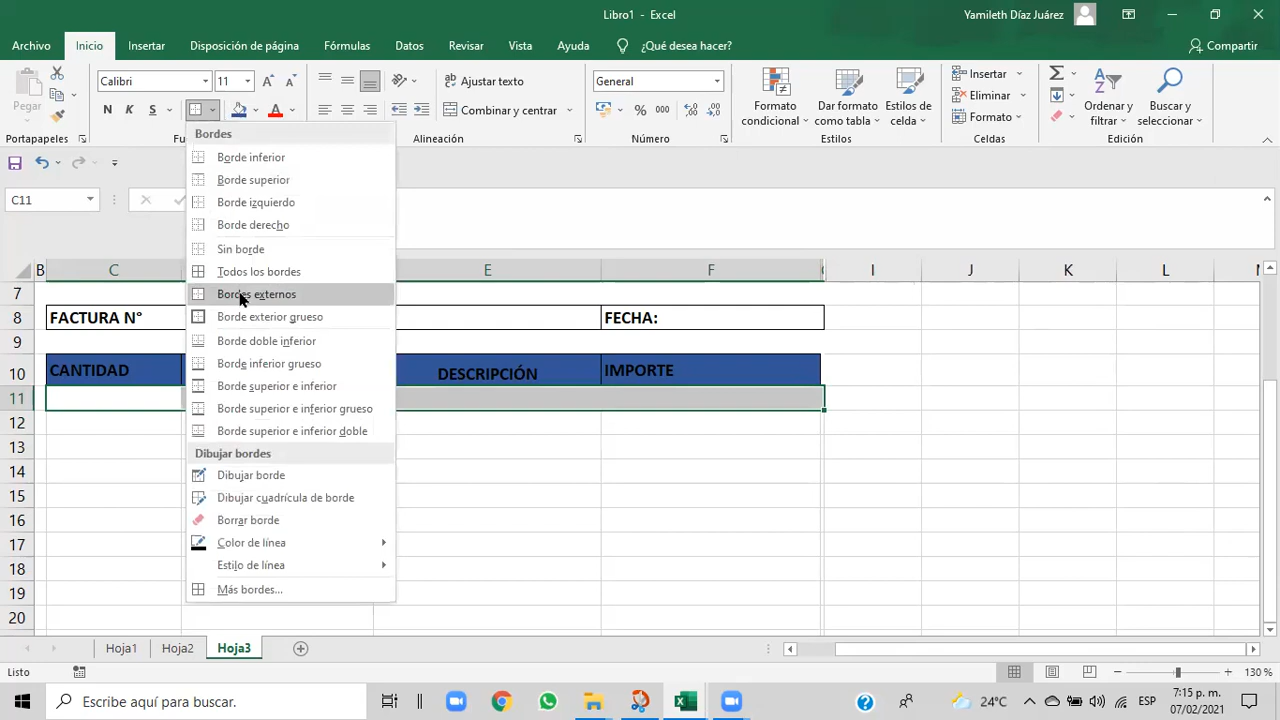 Libro1 - Excel
Yamileth Díaz Juárez
Archivo Inicio Insertar Disposición de página Fórmulas Datos Revisar Vista Ayuda ¿Qué desea hacer? Compartir
Pegar
Calibri 11
N K S
Ajustar texto
Combinar y centrar
General
% 000
Formato condicional
Dar formato como tabla
Estilos de celda
Insertar
Eliminar
Formato
Ordenar y filtrar
Buscar y seleccionar
Portapapeles Fu Alineación Número Estilos Celdas Edición
C11
Bordes
Borde inferior
Borde superior
Borde izquierdo
Borde derecho
Sin borde
Todos los bordes
Bordes externos
Borde exterior grueso
Borde doble inferior
Borde inferior grueso
Borde superior e inferior
Borde superior e inferior grueso
Borde superior e inferior doble
Dibujar bordes
Dibujar borde
Dibujar cuadrícula de borde
Borrar borde
Color de línea
Estilo de línea
Más bordes...
B C E F I J K L
7
8 FACTURA N° FECHA:
9
10 CANTIDAD DESCRIPCIÓN IMPORTE
11
12
13
14
15
16
17
18
19
20
Hoja1 Hoja2 Hoja3
Listo 130 %
Escribe aquí para buscar.
24°C ESP
7:15 p. m.
07/02/2021